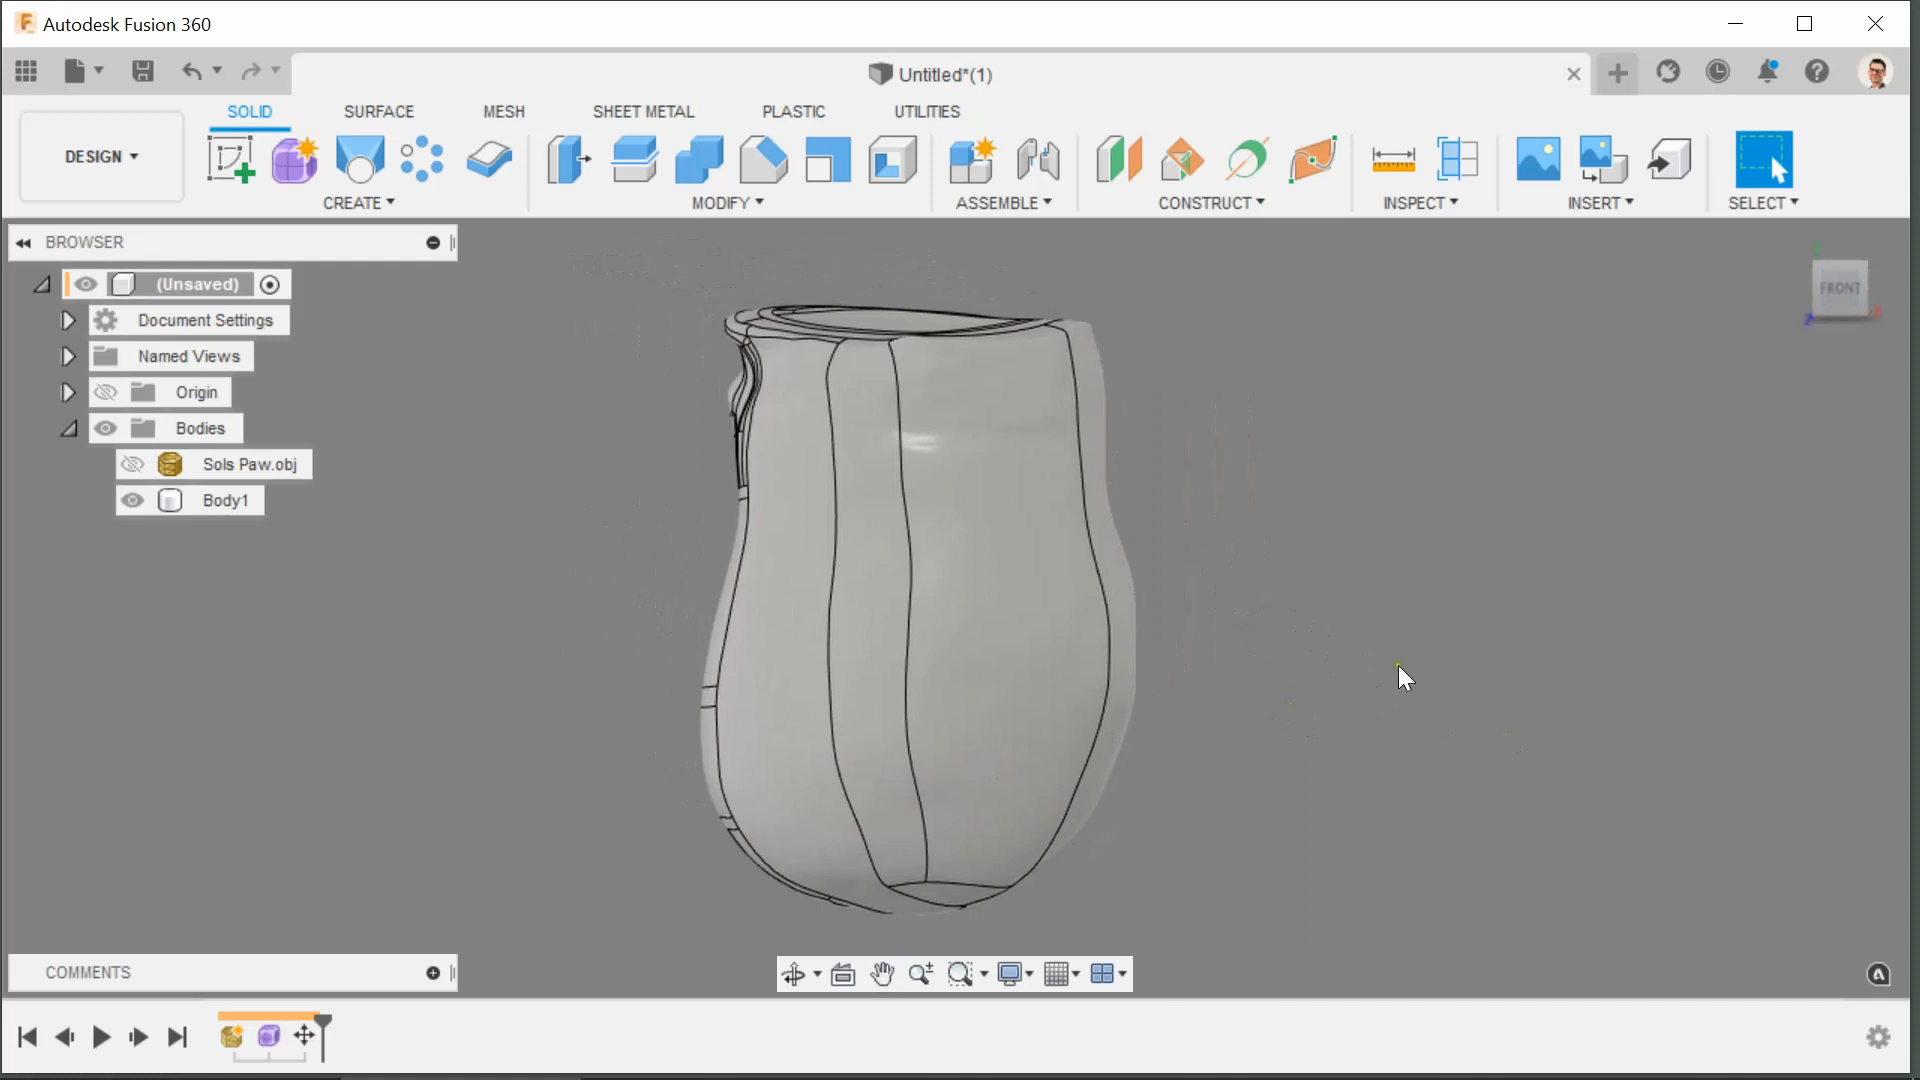 Autodesk Fusion 360
Untitled*(1)
SOLID SURFACE MESH SHEET METAL PLASTIC UTILITIES
DESIGN
CREATE MODIFY ASSEMBLE CONSTRUCT INSPECT INSERT SELECT
BROWSER
(Unsaved)
Document Settings
Named Views
Origin
Bodies
Sols Paw.obj
Body1
FRONT
COMMENTS